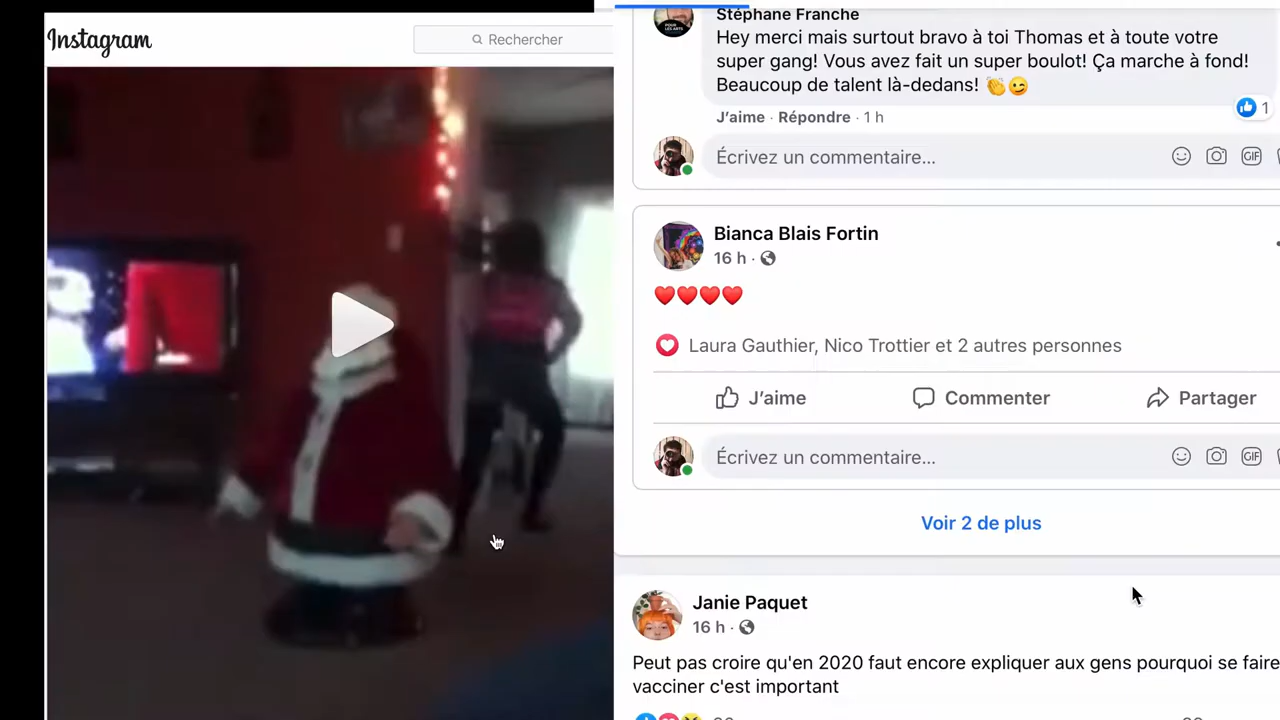 Instagram
Rechercher
Stéphane Franche
Hey merci mais surtout bravo à toi Thomas et à toute votre
super gang! Vous avez fait un super boulot! Ça marche à fond!
Beaucoup de talent là-dedans! 👏😉
1
J’aime · Répondre · 1 h
Écrivez un commentaire...
GIF
Bianca Blais Fortin
16 h ·
♥️♥️♥️♥️
Laura Gauthier, Nico Trottier et 2 autres personnes
J’aime
Commenter
Partager
Écrivez un commentaire...
GIF
Voir 2 de plus
Janie Paquet
16 h ·
Peut pas croire qu'en 2020 faut encore expliquer aux gens pourquoi se faire
vacciner c'est important